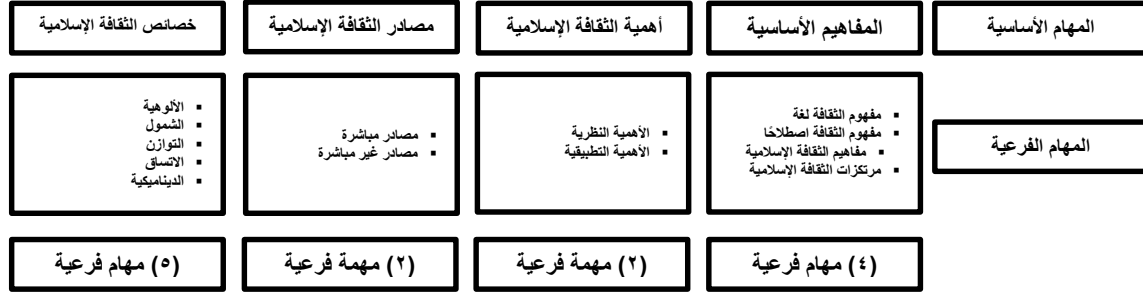 المهام الأساسية
المفاهيم الأساسية
أهمية الثقافة الإسلامية
مصادر الثقافة الإسلامية
خصائص الثقافة الإسلامية
المهام الفرعية
▪ مفهوم الثقافة لغة
▪ مفهوم الثقافة اصطلاحًا
▪ مفاهيم الثقافة الإسلامية
▪ مرتكزات الثقافة الإسلامية
▪ الأهمية النظرية
▪ الأهمية التطبيقية
▪ مصادر مباشرة
▪ مصادر غير مباشرة
▪ الألوهية
▪ الشمول
▪ التوازن
▪ الاتساق
▪ الديناميكية
(٤) مهام فرعية
(٢) مهمة فرعية
(٢) مهمة فرعية
(٥) مهام فرعية